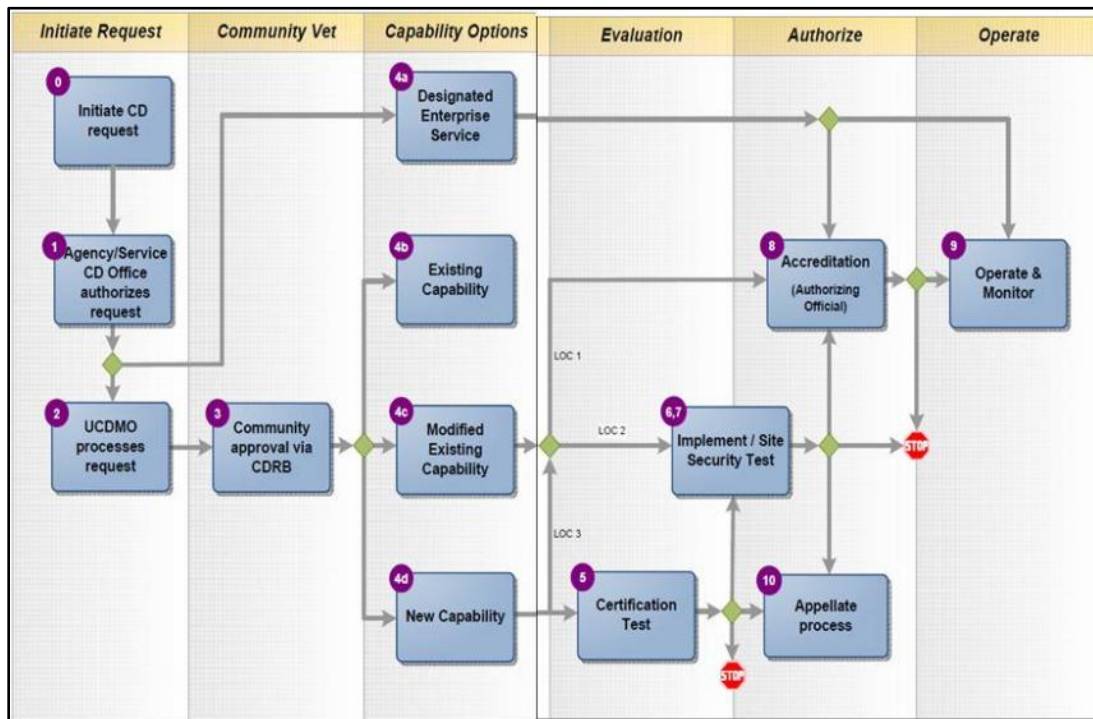 Initiate Request
Community Vet
Capability Options
Evaluation
Authorize
Operate
0
Initiate CD
request
4a
Designated
Enterprise
Service
1
Agency/Service
CD Office
authorizes
request
4b
Existing
Capability
8
Accreditation
(Authorizing
Official)
9
Operate &
Monitor
LOC 1
2
UCDMO
processes
request
3
Community
approval via
CDRB
4c
Modified
Existing
Capability
LOC 2
6,7
Implement / Site
Security Test
STOP
LOC 3
4d
New Capability
5
Certification
Test
10
Appellate
process
STOP